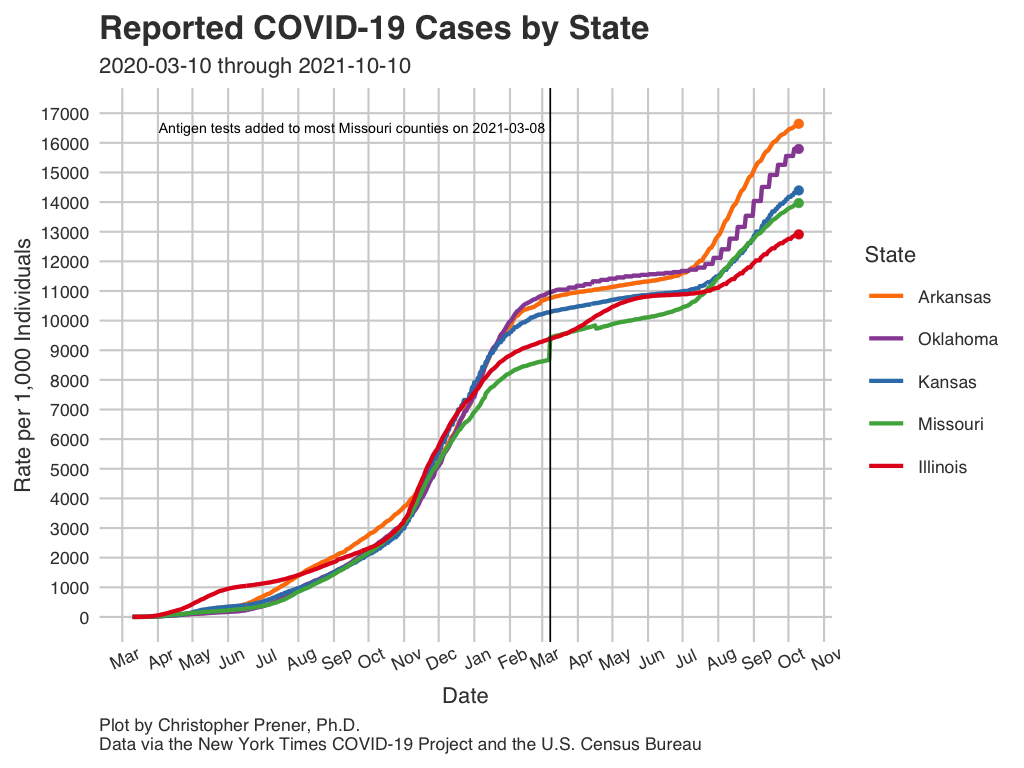 Reported COVID-19 Cases by State
2020-03-10 through 2021-10-10
Rate per 1,000 Individuals
17000
16000
15000
14000
13000
12000
11000
10000
9000
8000
7000
6000
5000
4000
3000
2000
1000
0
Antigen tests added to most Missouri counties on 2021-03-08
Mar Apr May Jun Jul Aug Sep Oct Nov Dec Jan Feb Mar Apr May Jun Jul Aug Sep Oct Nov
Date
State
Arkansas
Oklahoma
Kansas
Missouri
Illinois
Plot by Christopher Prener, Ph.D.
Data via the New York Times COVID-19 Project and the U.S. Census Bureau